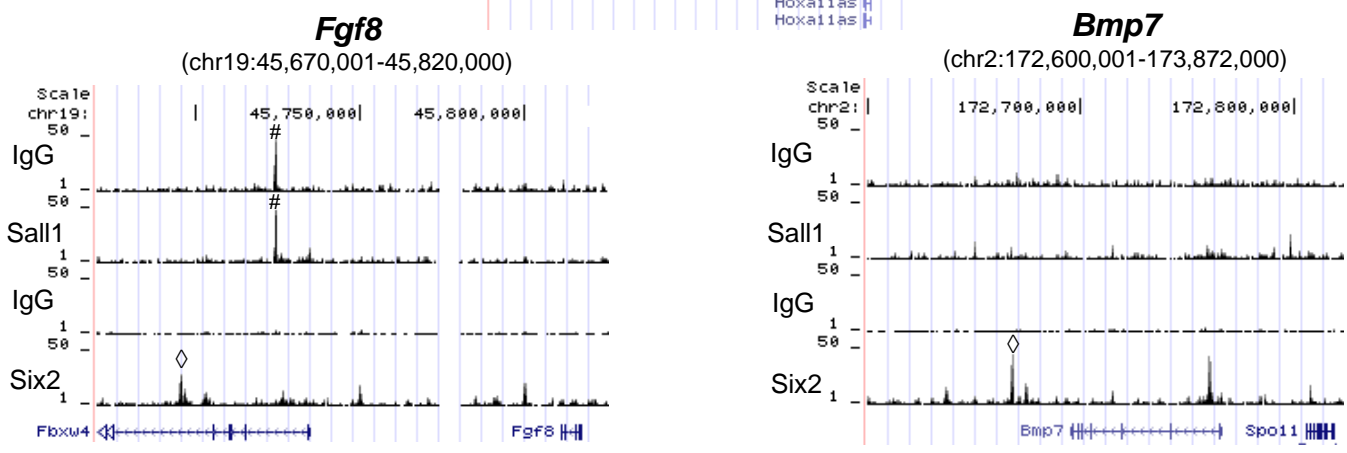 Hoxa11as
Hoxa11as
Fgf8
(chr19:45,670,001-45,820,000)
Scale
chr19:
45,750,000
45,800,000
50
#
IgG
1
50
#
Sall1
1
50
IgG
1
50
◊
Six2
1
Fbxw4
Fgf8
Bmp7
(chr2:172,600,001-173,872,000)
Scale
chr2:
172,700,000
172,800,000
50
IgG
1
50
Sall1
1
50
IgG
1
50
◊
Six2
1
Bmp7
Spo11